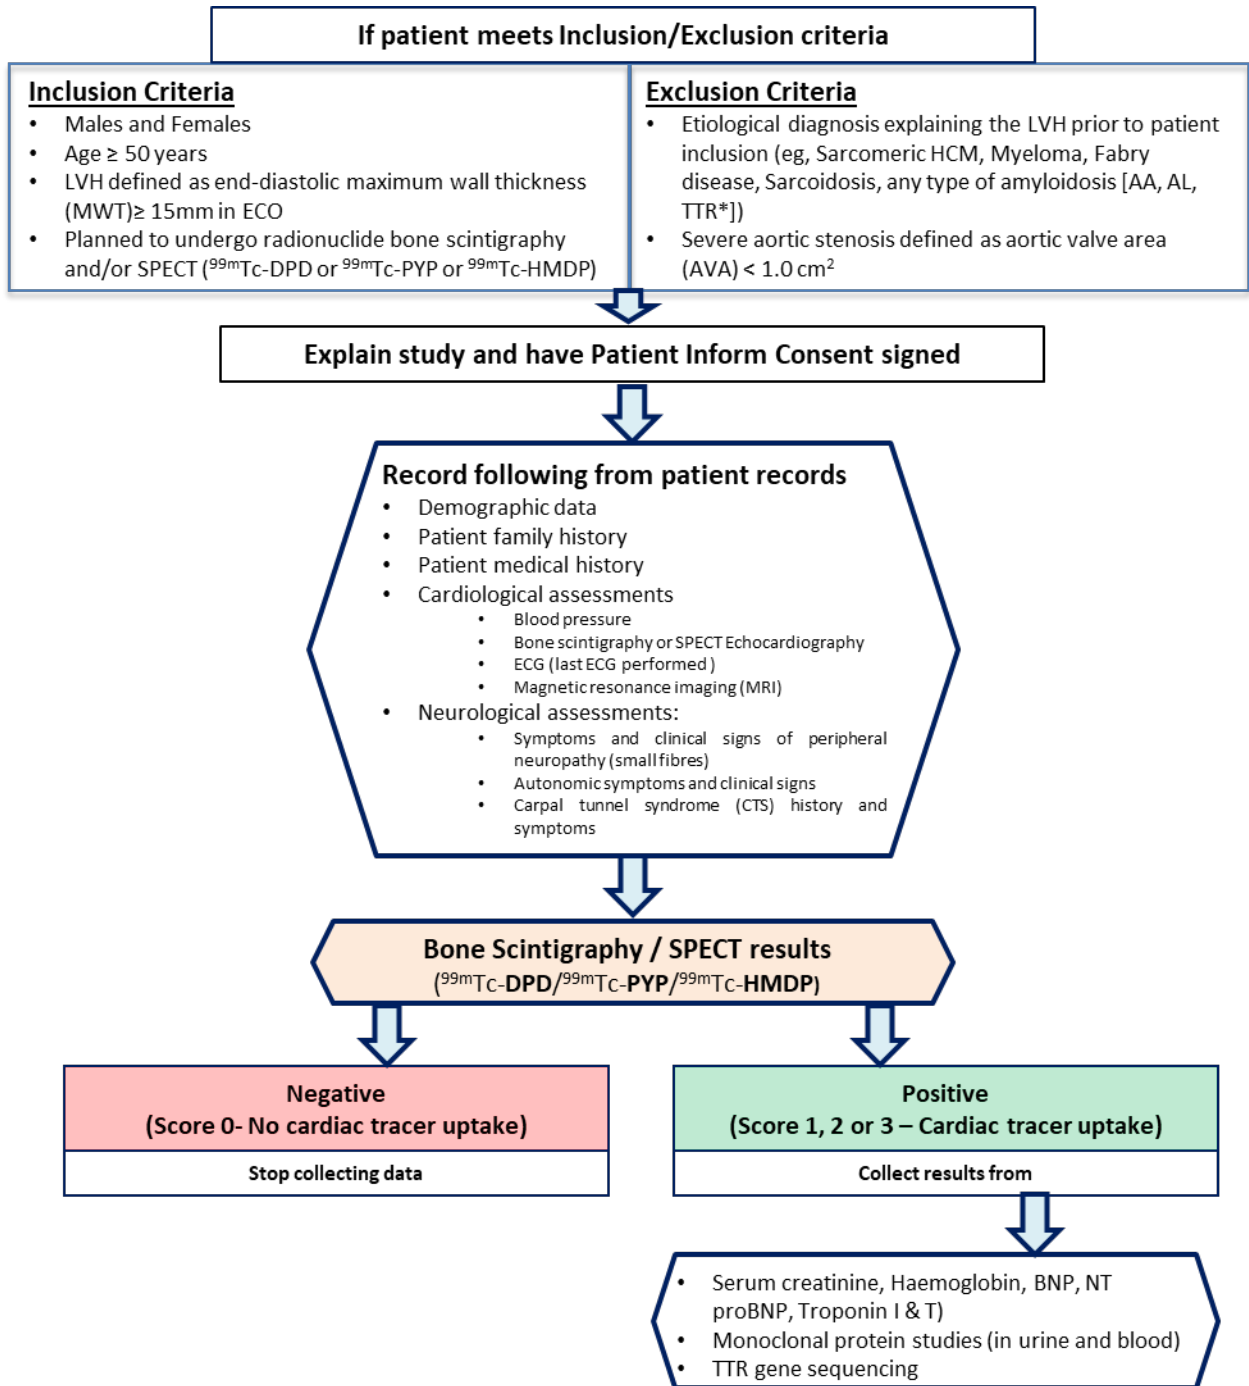 If patient meets Inclusion/Exclusion criteria
Inclusion Criteria
• Males and Females
• Age ≥ 50 years
• LVH defined as end-diastolic maximum wall thickness
(MWT)≥ 15mm in ECO
• Planned to undergo radionuclide bone scintigraphy
and/or SPECT (⁹⁹ᵐTc-DPD or ⁹⁹ᵐTc-PYP or ⁹⁹ᵐTc-HMDP)
Exclusion Criteria
• Etiological diagnosis explaining the LVH prior to patient
inclusion (eg, Sarcomeric HCM, Myeloma, Fabry
disease, Sarcoidosis, any type of amyloidosis [AA, AL,
TTR*])
• Severe aortic stenosis defined as aortic valve area
(AVA) < 1.0 cm²
Explain study and have Patient Inform Consent signed
Record following from patient records
• Demographic data
• Patient family history
• Patient medical history
• Cardiological assessments
• Blood pressure
• Bone scintigraphy or SPECT Echocardiography
• ECG (last ECG performed )
• Magnetic resonance imaging (MRI)
• Neurological assessments:
• Symptoms and clinical signs of peripheral
neuropathy (small fibres)
• Autonomic symptoms and clinical signs
• Carpal tunnel syndrome (CTS) history and
symptoms
Bone Scintigraphy / SPECT results
(⁹⁹ᵐTc-DPD/⁹⁹ᵐTc-PYP/⁹⁹ᵐTc-HMDP)
Negative
(Score 0- No cardiac tracer uptake)
Stop collecting data
Positive
(Score 1, 2 or 3 – Cardiac tracer uptake)
Collect results from
• Serum creatinine, Haemoglobin, BNP, NT
proBNP, Troponin I & T)
• Monoclonal protein studies (in urine and blood)
• TTR gene sequencing